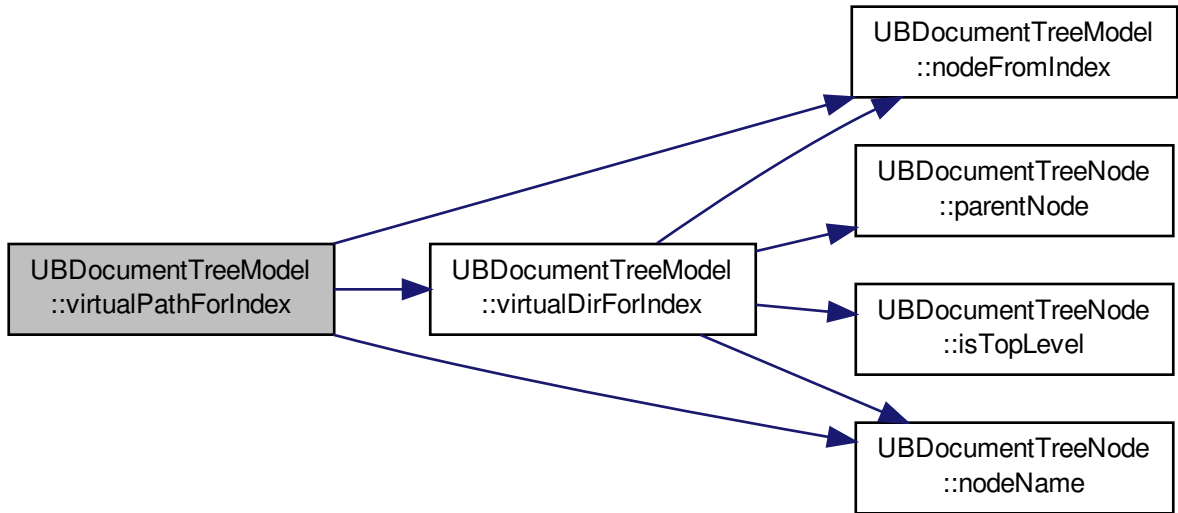 UBDocumentTreeModel
::virtualPathForIndex
UBDocumentTreeModel
::virtualDirForIndex
UBDocumentTreeModel
::nodeFromIndex
UBDocumentTreeNode
::parentNode
UBDocumentTreeNode
::isTopLevel
UBDocumentTreeNode
::nodeName